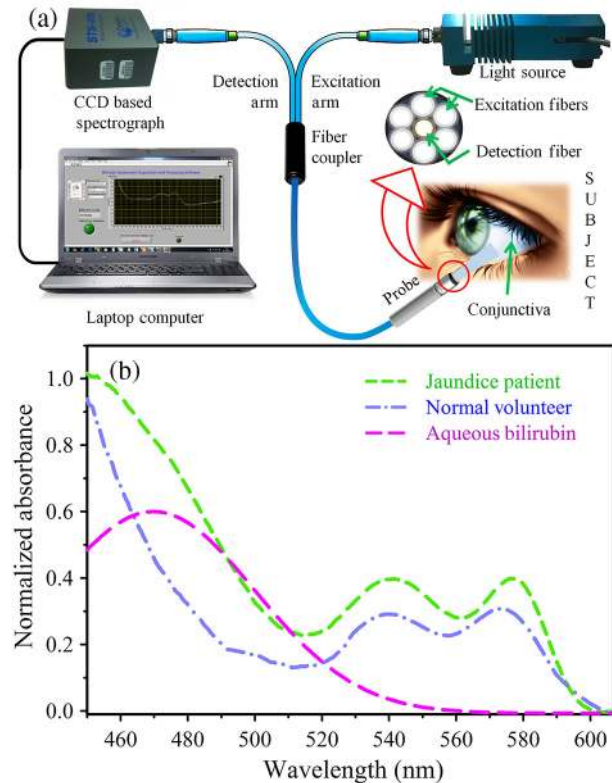 (a)
Detection
arm
Excitation
arm
CCD based
spectrograph
Light source
Fiber
coupler
Excitation fibers
Detection fiber
SUBJECT
Probe
Conjunctiva
Laptop computer
(b)
Jaundice patient
Normal volunteer
Aqueous bilirubin
Normalized absorbance
1.0
0.8
0.6
0.4
0.2
0.0
460 480 500 520 540 560 580 600
Wavelength (nm)